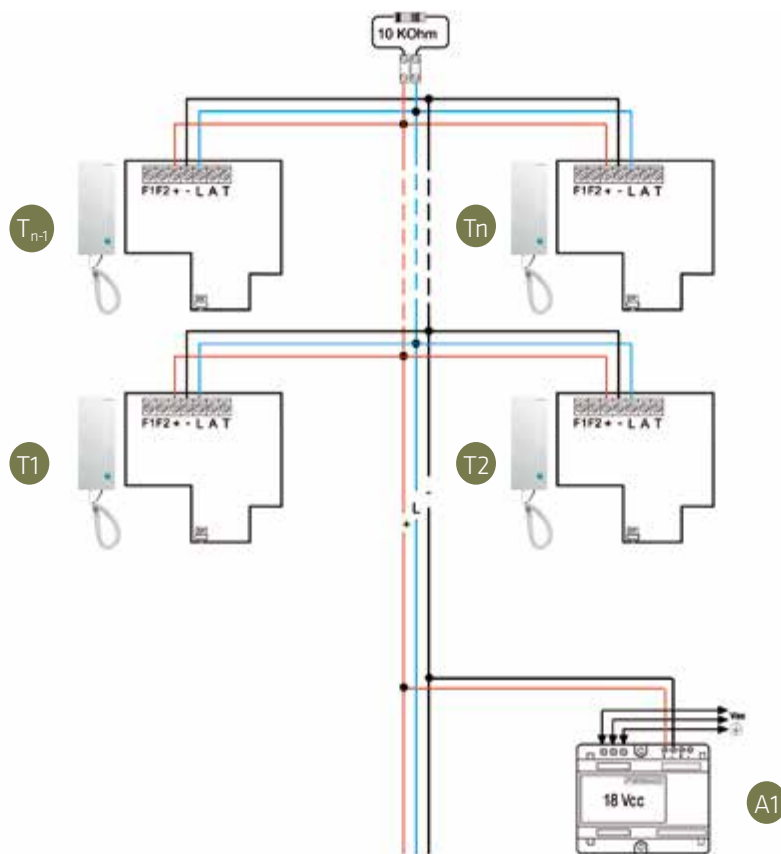 10 KOhm
F1F2 + - L A T
Tn-1
F1F2 + - L A T
Tn
F1F2 + - L A T
T1
F1F2 + - L A T
T2
-
L
+
18 Vcc
A1